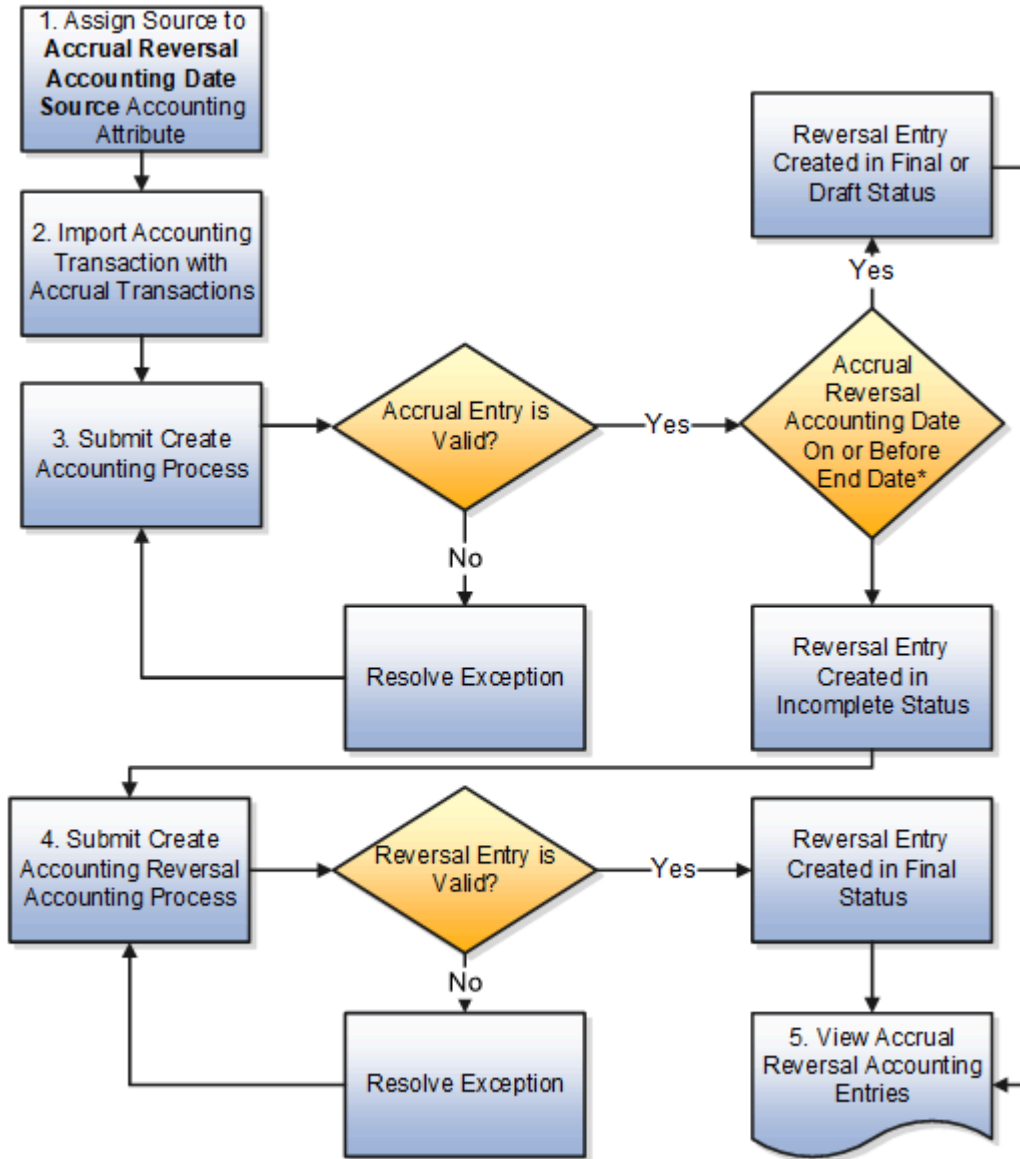 1. Assign Source to
Accrual Reversal
Accounting Date
Source Accounting
Attribute
2. Import Accounting
Transaction with
Accrual Transactions
3. Submit Create
Accounting Process
Accrual Entry is
Valid?
Yes
No
Resolve Exception
Accrual
Reversal
Accounting Date
On or Before
End Date*
Yes
Reversal Entry
Created in Final or
Draft Status
Reversal Entry
Created in
Incomplete Status
4. Submit Create
Accounting Reversal
Accounting Process
Reversal Entry is
Valid?
Yes
No
Resolve Exception
Reversal Entry
Created in Final
Status
5. View Accrual
Reversal Accounting
Entries